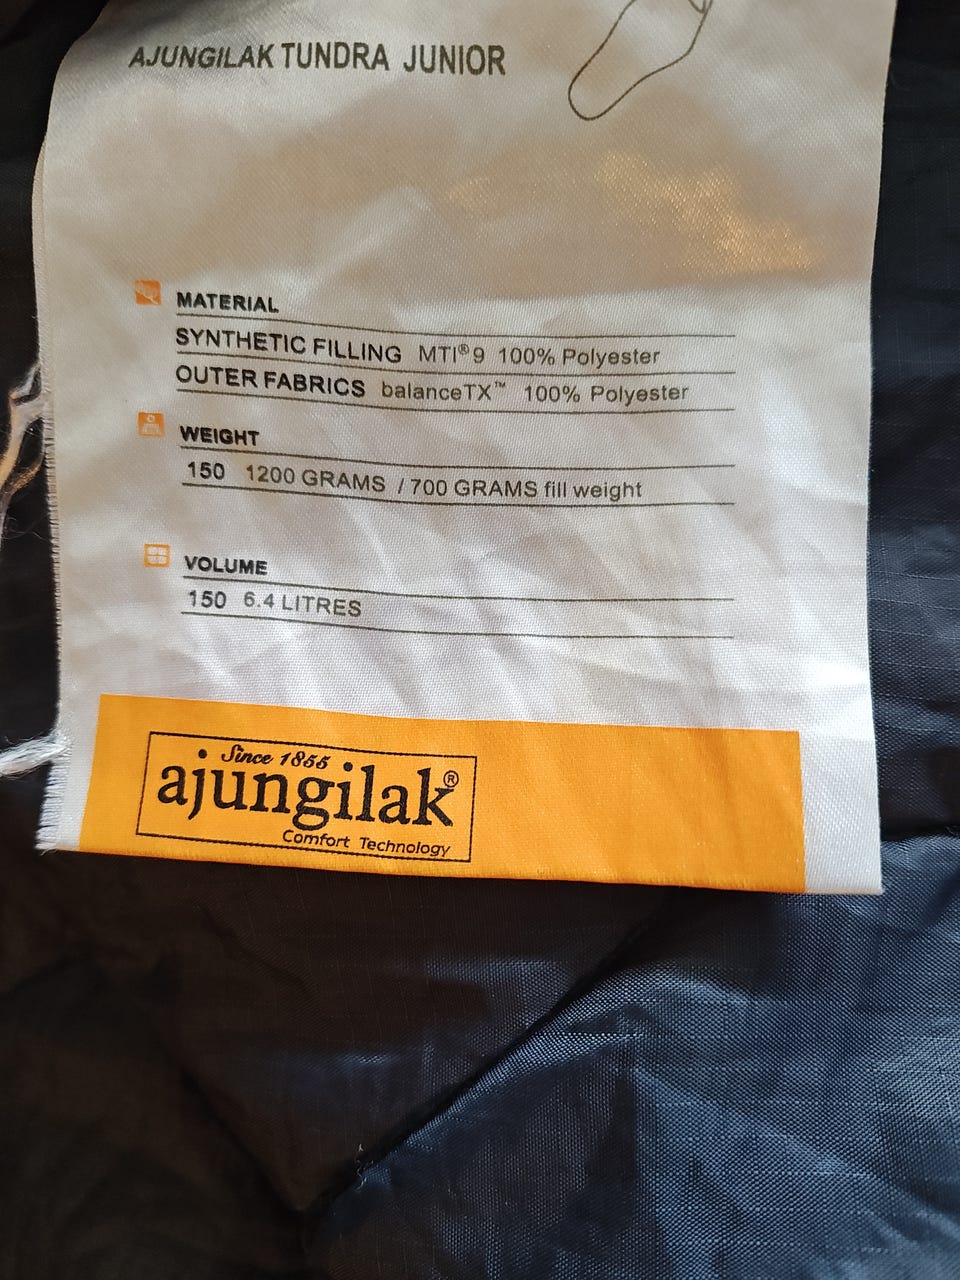 AJUNGILAK TUNDRA JUNIOR
MATERIAL
SYNTHETIC FILLING MTI®9 100% Polyester
OUTER FABRICS balanceTX™ 100% Polyester
WEIGHT
150 1200 GRAMS / 700 GRAMS fill weight
VOLUME
150 6.4 LITRES
Since 1855
ajungilak®
Comfort Technology